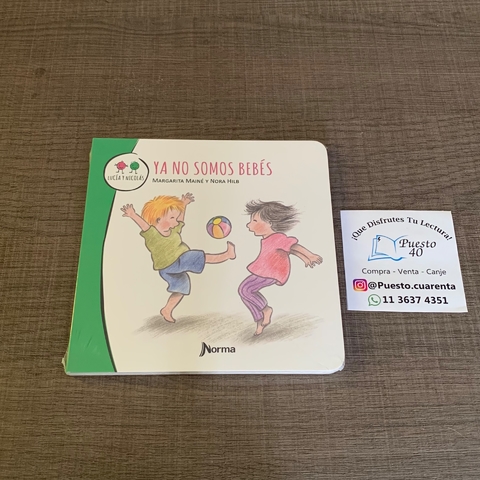 LUCÍA Y NICOLÁS
YA NO SOMOS BEBÉS
MARGARITA MAINÉ Y NORA HILB
Norma
¡Que Disfrutes Tu Lectura!
Puesto
40
Compra - Venta - Canje
@Puesto.cuarenta
11 3637 4351